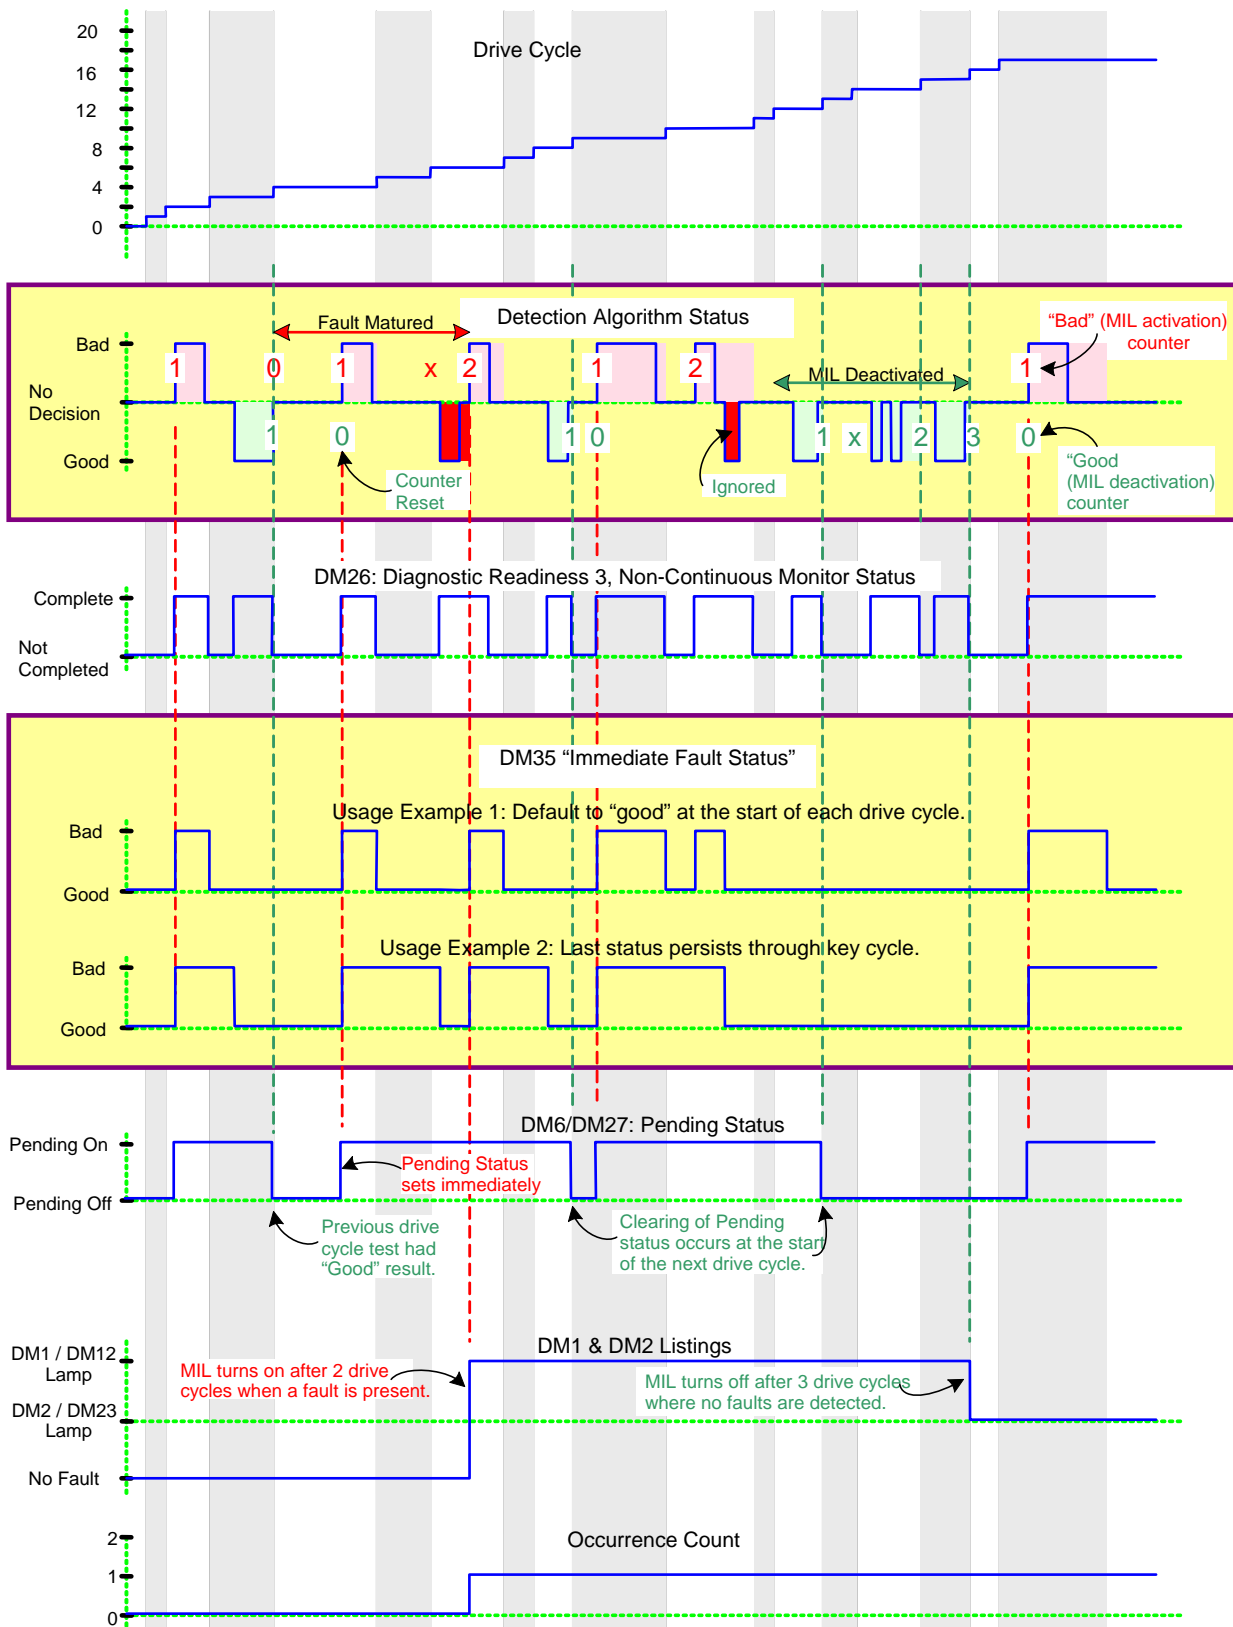 20
16
12
8
4
0
Drive Cycle
Detection Algorithm Status
Fault Matured
"Bad" (MIL activation)
counter
Bad
No
Decision
Good
1
0
1
x
2
1
2
MIL Deactivated
1
1
0
1
0
1
x
2
3
0
Counter
Reset
Ignored
"Good
(MIL deactivation)
counter
DM26: Diagnostic Readiness 3, Non-Continuous Monitor Status
Complete
Not
Completed
DM35 "Immediate Fault Status"
Usage Example 1: Default to "good" at the start of each drive cycle.
Bad
Good
Usage Example 2: Last status persists through key cycle.
Bad
Good
DM6/DM27: Pending Status
Pending On
Pending Off
Pending Status
sets immediately
Previous drive
cycle test had
"Good" result.
Clearing of Pending
status occurs at the start
of the next drive cycle.
DM1 & DM2 Listings
DM1 / DM12
Lamp
DM2 / DM23
Lamp
No Fault
MIL turns on after 2 drive
cycles when a fault is present.
MIL turns off after 3 drive cycles
where no faults are detected.
Occurrence Count
2
1
0